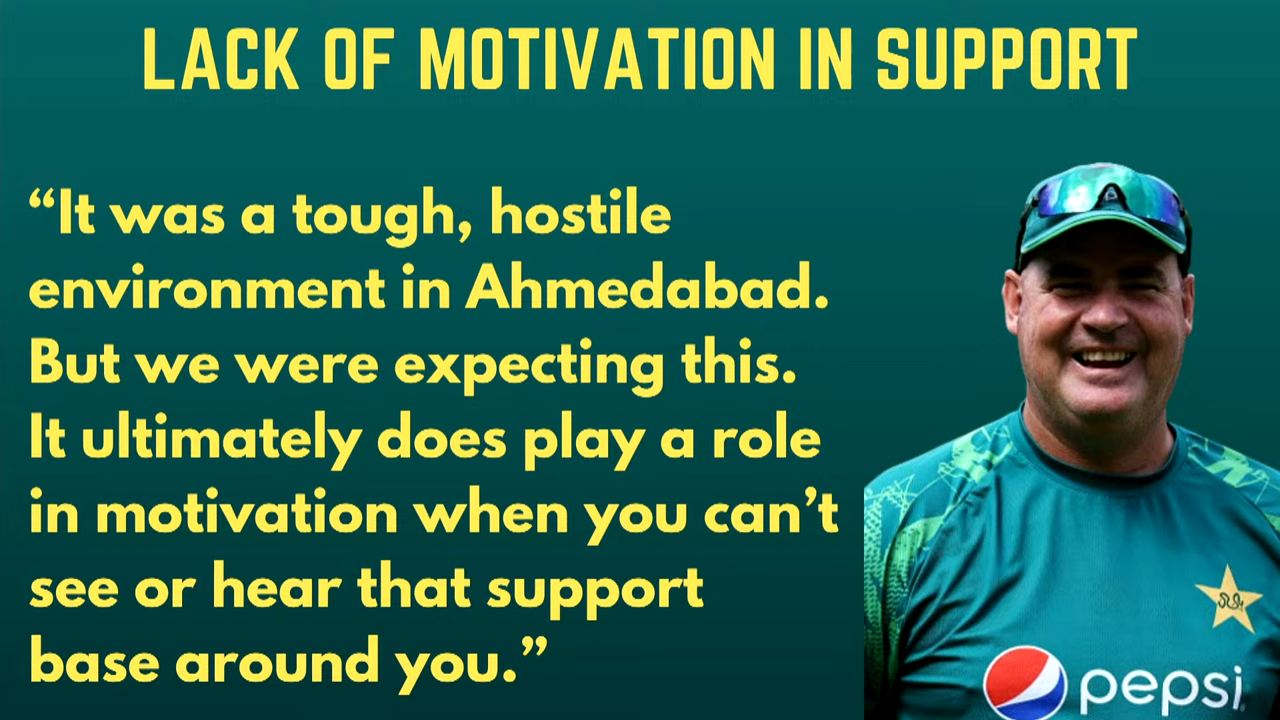 LACK OF MOTIVATION IN SUPPORT
“It was a tough, hostile
environment in Ahmedabad.
But we were expecting this.
It ultimately does play a role
in motivation when you can’t
see or hear that support
base around you.”
pepsi